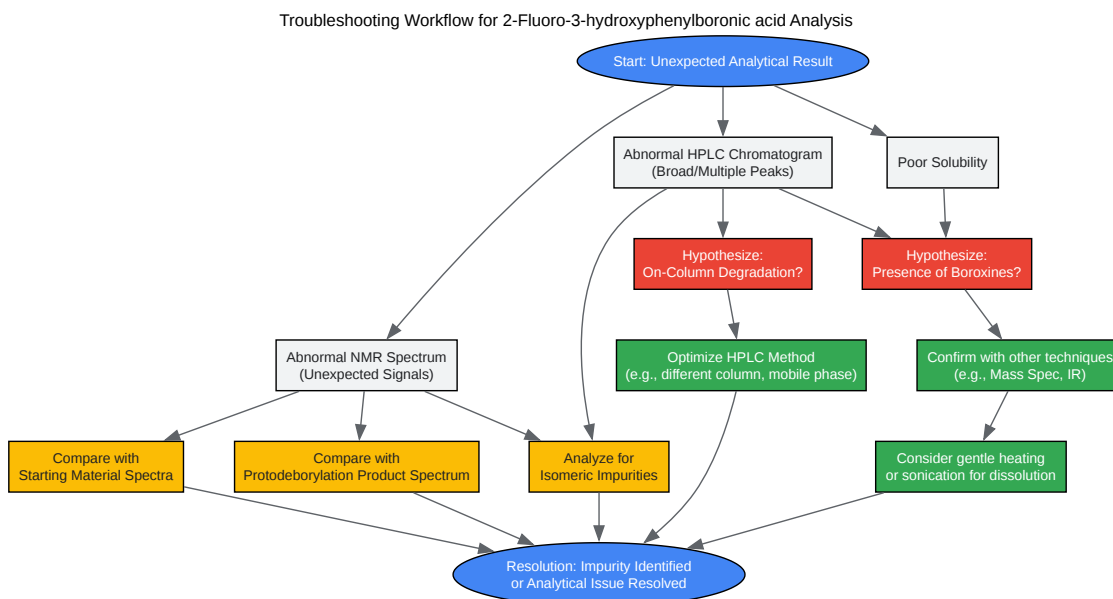 Troubleshooting Workflow for 2-Fluoro-3-hydroxyphenylboronic acid Analysis
Start: Unexpected Analytical Result
Abnormal HPLC Chromatogram
(Broad/Multiple Peaks)
Poor Solubility
Hypothesize:
On-Column Degradation?
Hypothesize:
Presence of Boroxines?
Abnormal NMR Spectrum
(Unexpected Signals)
Optimize HPLC Method
(e.g., different column, mobile phase)
Confirm with other techniques
(e.g., Mass Spec, IR)
Compare with
Starting Material Spectra
Compare with
Protodeborylation Product Spectrum
Analyze for
Isomeric Impurities
Consider gentle heating
or sonication for dissolution
Resolution: Impurity Identified
or Analytical Issue Resolved